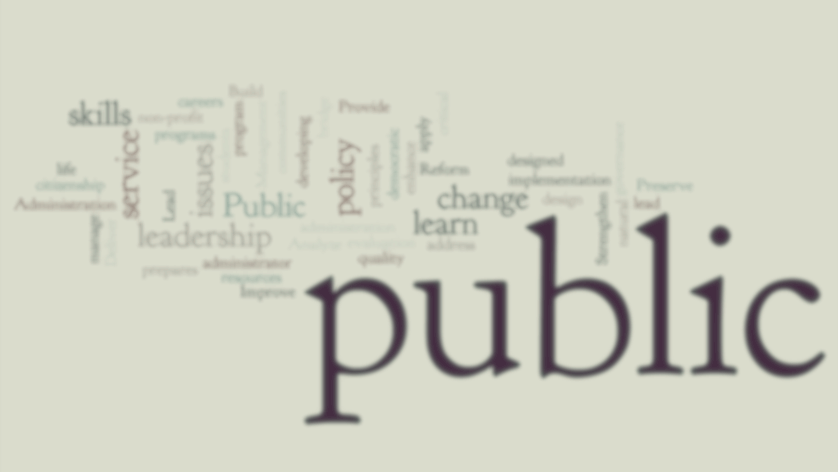 Build
careers
skills
non-profit
program
Provide
programs
developing
apply
service
issues
policy
principles
democratic
enhance
Reform
designed
life
citizenship
implementation
Preserve
Administration
Lead
Public
change
design
lead
manage
leadership
learn
Strengthen
natural
administration
Analyze evaluation
address
quality
prepares
administrator
resources
Improve
public